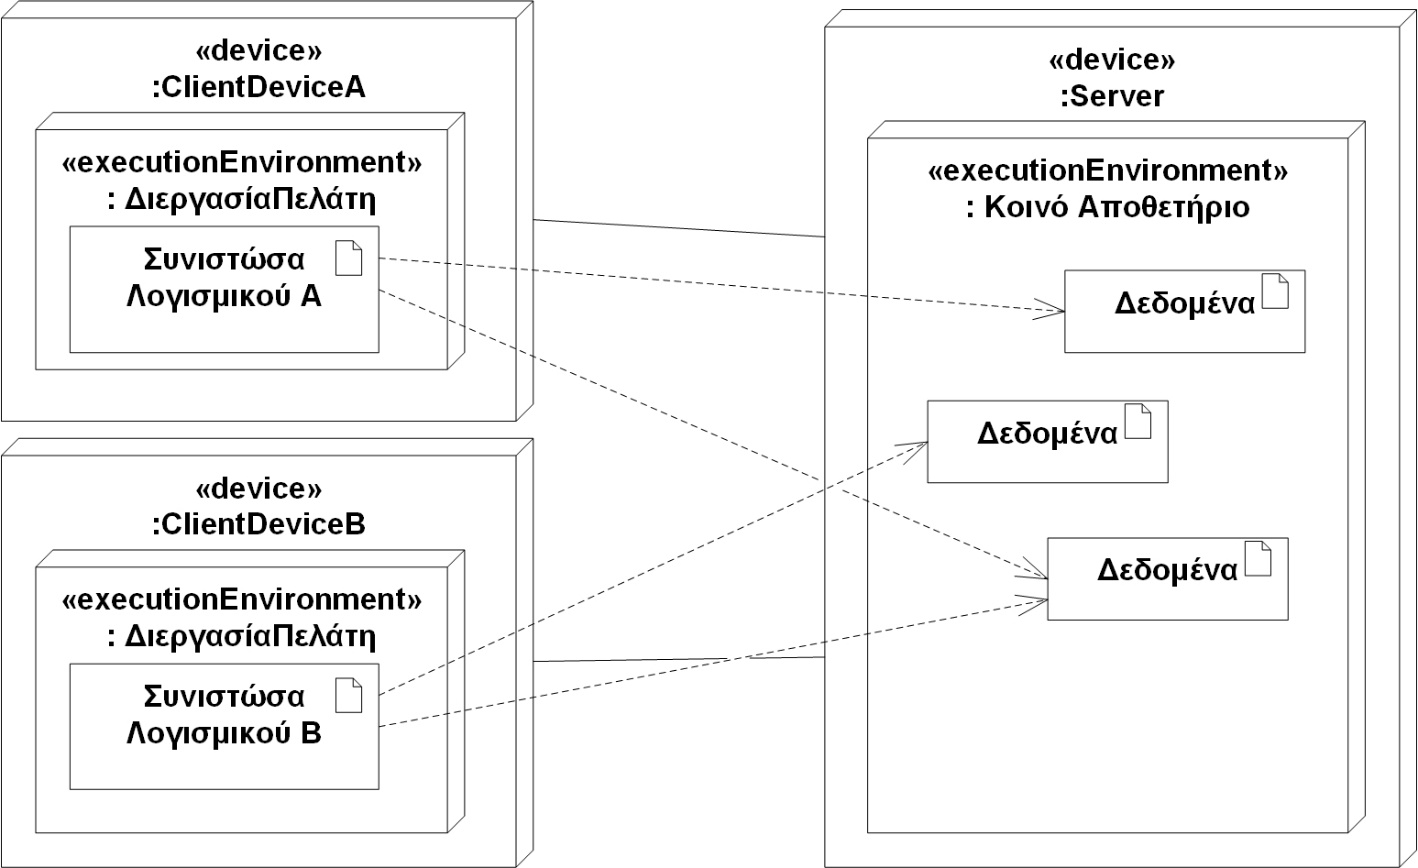 «device»
:ClientDeviceA
«executionEnvironment»
: ΔιεργασίαΠελάτη
Συνιστώσα
Λογισμικού A
«device»
:ClientDeviceB
«executionEnvironment»
: ΔιεργασίαΠελάτη
Συνιστώσα
Λογισμικού B
«device»
:Server
«executionEnvironment»
: Κοινό Αποθετήριο
Δεδομένα
Δεδομένα
Δεδομένα